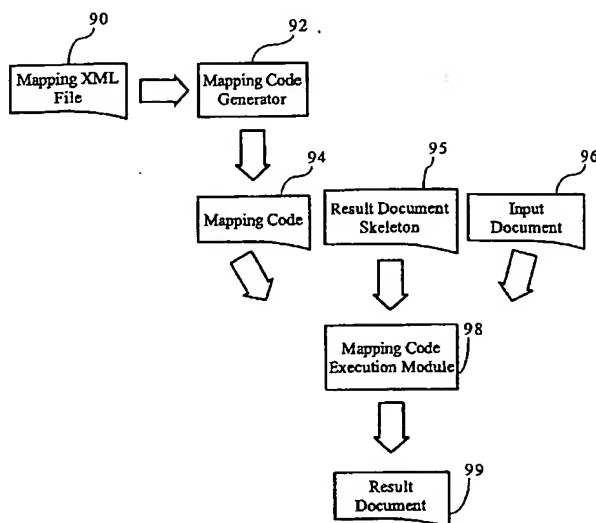 90
92
Mapping XML
File
Mapping Code
Generator
94
95
96
Mapping Code
Result Document
Skeleton
Input
Document
98
Mapping Code
Execution Module
99
Result
Document